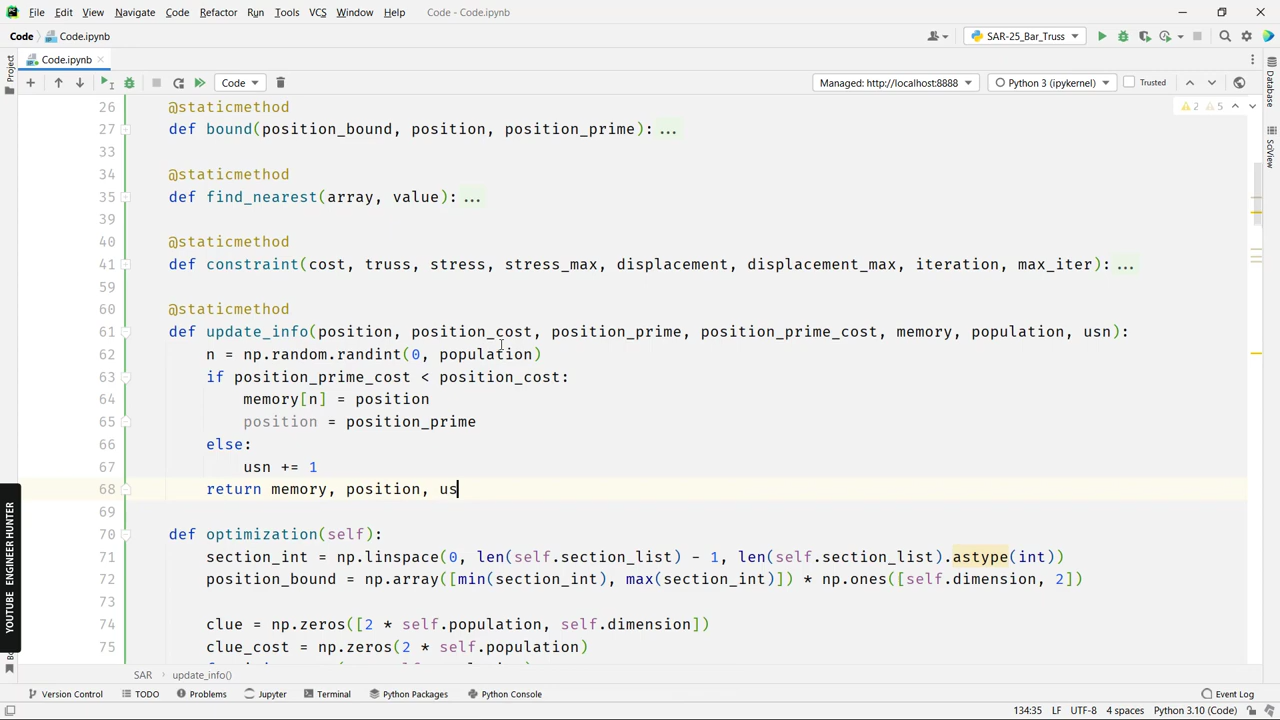 File Edit View Navigate Code Refactor Run Tools VCS Window Help Code - Code.ipynb
Code Code.ipynb SAR-25_Bar_Truss
Code.ipynb
Code Managed: http://localhost:8888 Python 3 (ipykernel) Trusted
Project
Database
SciView
2 5
26 @staticmethod
27 def bound(position_bound, position, position_prime):...
33
34 @staticmethod
35 def find_nearest(array, value):...
39
40 @staticmethod
41 def constraint(cost, truss, stress, stress_max, displacement, displacement_max, iteration, max_iter):...
59
60 @staticmethod
61 def update_info(position, position_cost, position_prime, position_prime_cost, memory, population, usn):
62 n = np.random.randint(0, population)
63 if position_prime_cost < position_cost:
64 memory[n] = position
65 position = position_prime
66 else:
67 usn += 1
68 return memory, position, us
69
70 def optimization(self):
71 section_int = np.linspace(0, len(self.section_list) - 1, len(self.section_list).astype(int))
72 position_bound = np.array([min(section_int), max(section_int)]) * np.ones([self.dimension, 2])
73
74 clue = np.zeros([2 * self.population, self.dimension])
75 clue_cost = np.zeros(2 * self.population)
YOUTUBE ENGINEER HUNTER
SAR update_info()
Version Control TODO Problems Jupyter Terminal Python Packages Python Console Event Log
134:35 LF UTF-8 4 spaces Python 3.10 (Code)